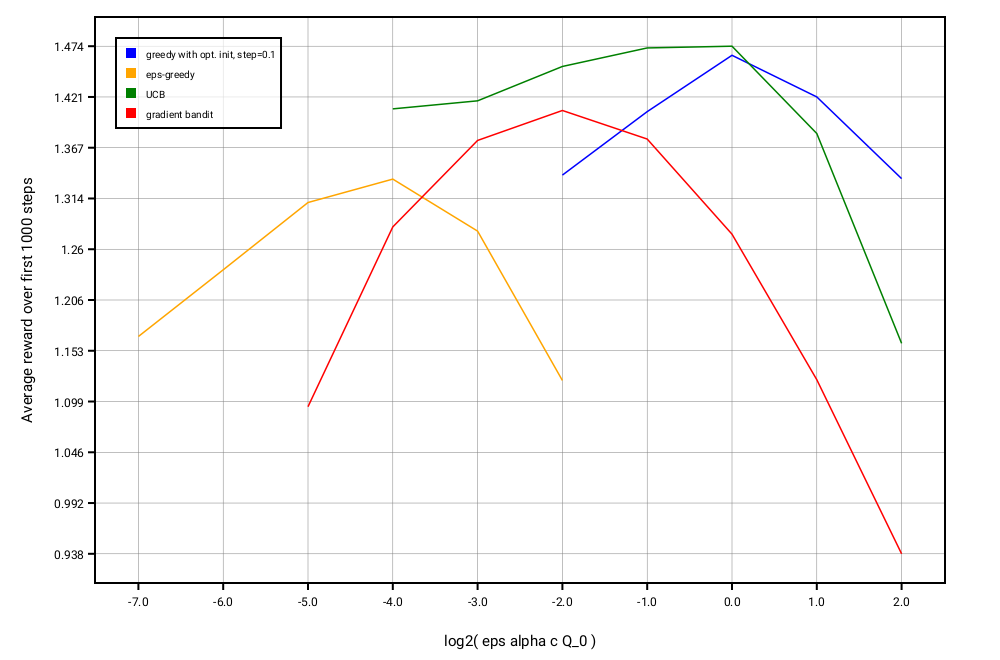 1.474
1.421
1.367
1.314
1.26
1.206
1.153
1.099
1.046
0.992
0.938
Average reward over first 1000 steps
greedy with opt. init, step=0.1
eps-greedy
UCB
gradient bandit
-7.0 -6.0 -5.0 -4.0 -3.0 -2.0 -1.0 0.0 1.0 2.0
log2( eps alpha c Q_0 )